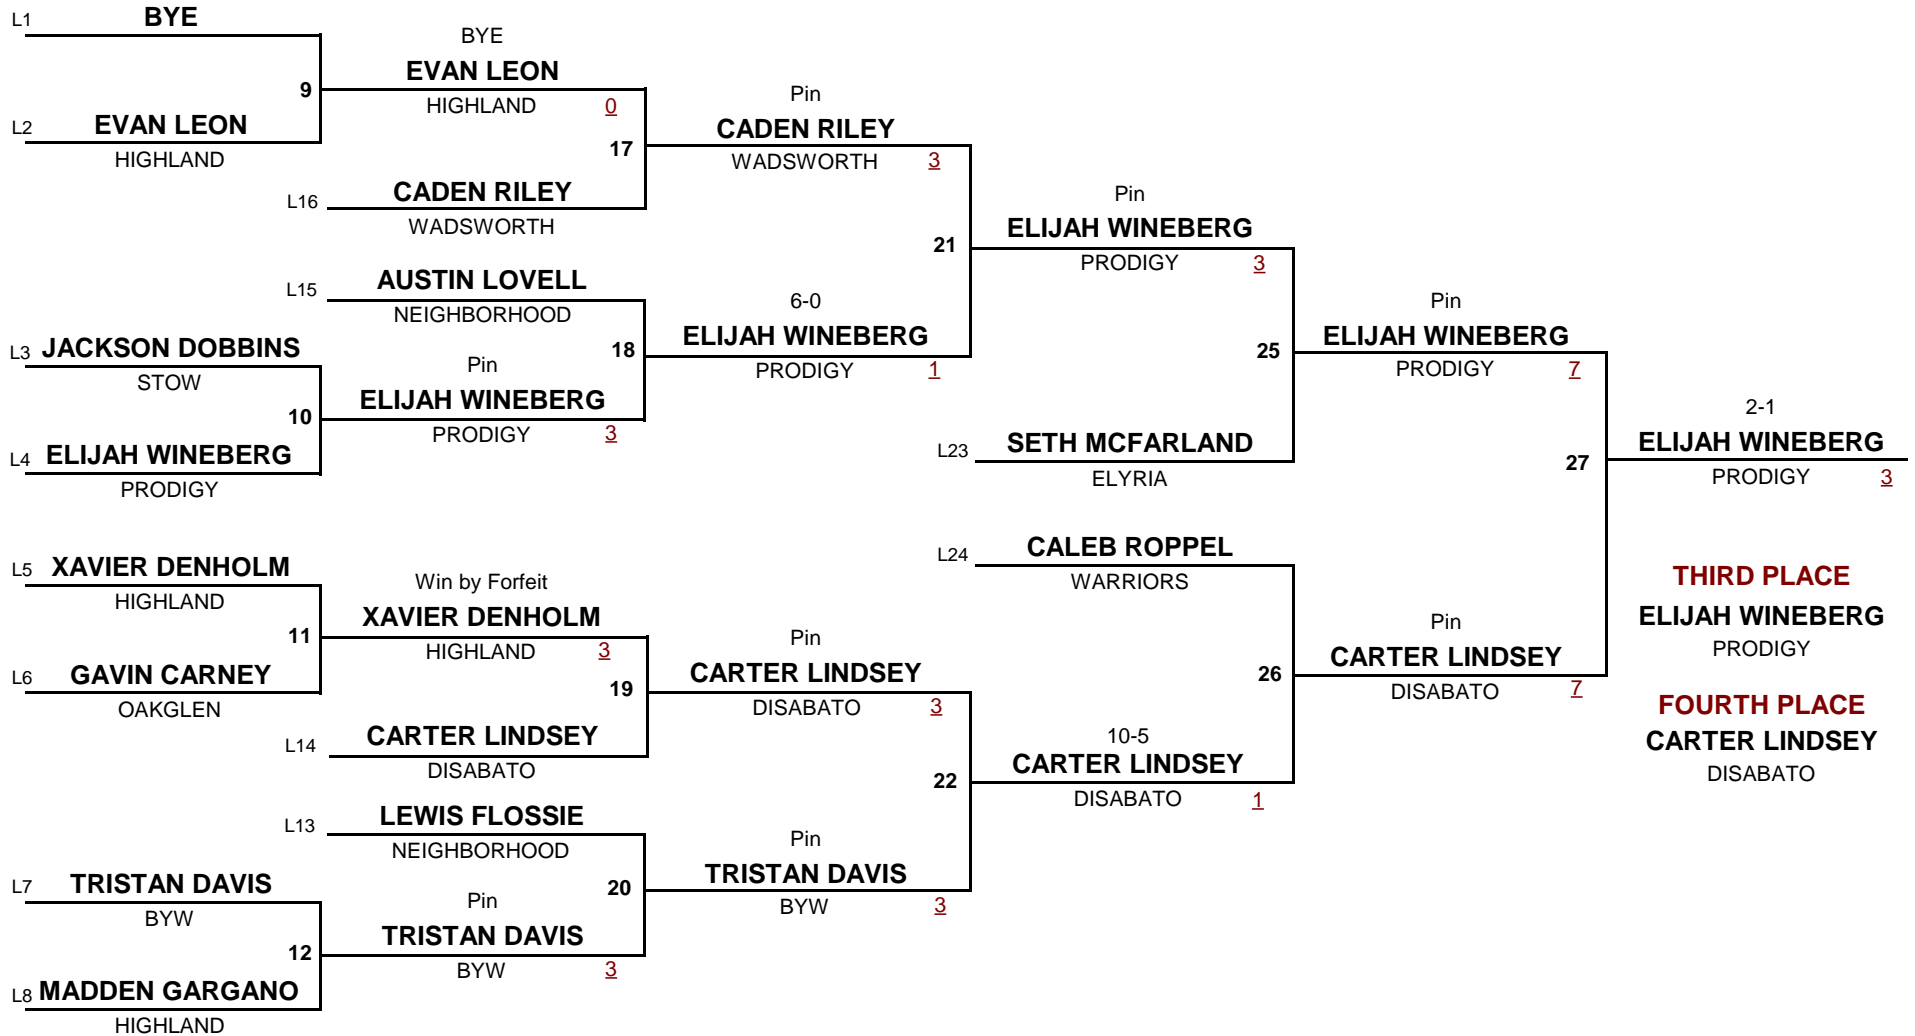 L1 BYE
BYE
9 EVAN LEON
HIGHLAND 0
L2 EVAN LEON
HIGHLAND
Pin
17 CADEN RILEY
WADSWORTH 3
L16 CADEN RILEY
WADSWORTH
Pin
21 ELIJAH WINEBERG
PRODIGY 3
L15 AUSTIN LOVELL
NEIGHBORHOOD
6-0
18 ELIJAH WINEBERG
PRODIGY 1
L3 JACKSON DOBBINS
STOW
Pin
10 ELIJAH WINEBERG
PRODIGY 3
L4 ELIJAH WINEBERG
PRODIGY
Pin
25 ELIJAH WINEBERG
PRODIGY 7
L23 SETH MCFARLAND
ELYRIA
2-1
27 ELIJAH WINEBERG
PRODIGY 3
L5 XAVIER DENHOLM
HIGHLAND
Win by Forfeit
11 XAVIER DENHOLM
HIGHLAND 3
L6 GAVIN CARNEY
OAKGLEN
Pin
19 CARTER LINDSEY
DISABATO 3
L14 CARTER LINDSEY
DISABATO
L24 CALEB ROPPEL
WARRIORS
Pin
26 CARTER LINDSEY
DISABATO 7
10-5
22 CARTER LINDSEY
DISABATO 1
L13 LEWIS FLOSSIE
NEIGHBORHOOD
Pin
20 TRISTAN DAVIS
BYW 3
L7 TRISTAN DAVIS
BYW
Pin
12 TRISTAN DAVIS
BYW 3
L8 MADDEN GARGANO
HIGHLAND
THIRD PLACE
ELIJAH WINEBERG
PRODIGY
FOURTH PLACE
CARTER LINDSEY
DISABATO